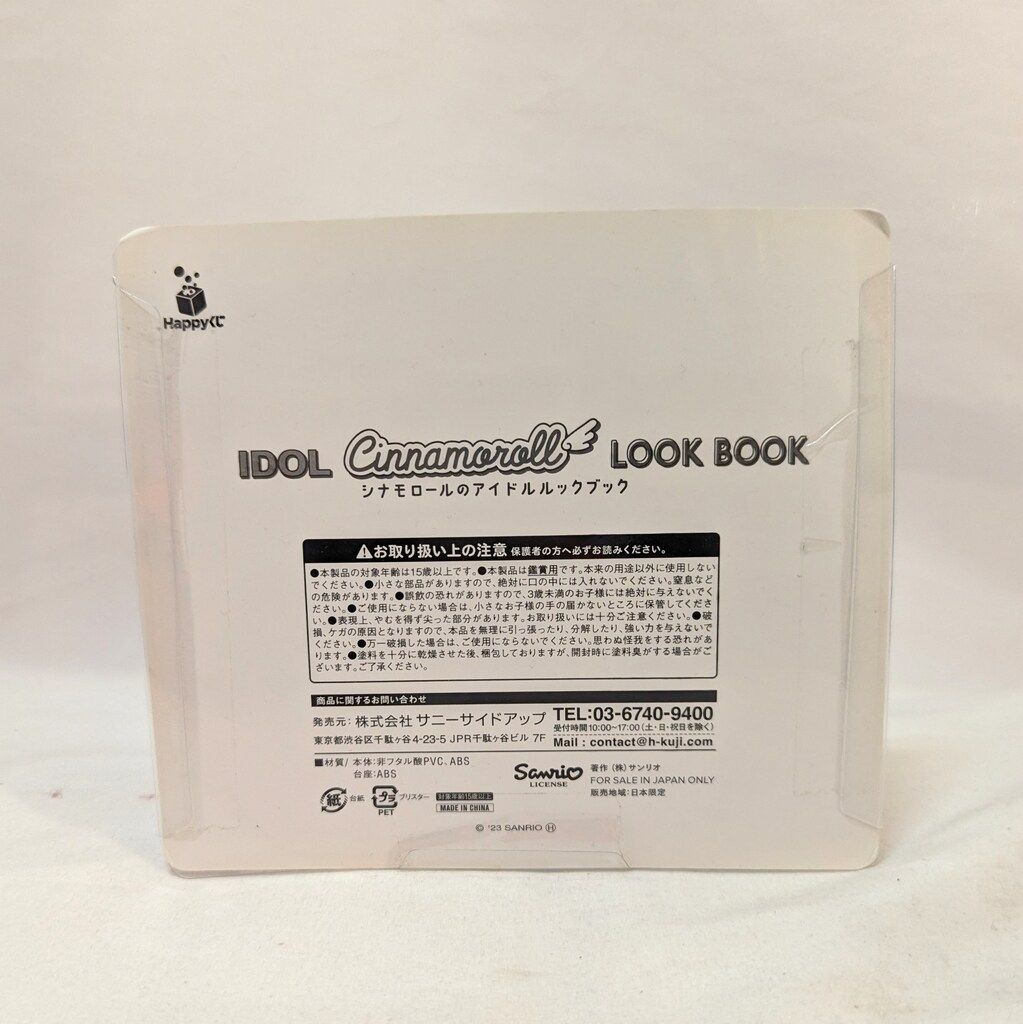 Happyくじ
IDOL Cinnamoroll LOOK BOOK
シナモロールのアイドルルックブック
お取り扱い上の注意 保護者の方へ必ずお読みください。
●本製品の対象年齢は15歳以上です。●本製品は鑑賞用です。本来の用途以外に使用しない
でください。●小さな部品がありますので、絶対に口の中には入れないでください。窒息など
の危険があります。●誤飲の恐れがありますので、3歳未満のお子様には絶対に与えないでく
ださい。●ご使用にならない場合は、小さなお子様の手の届かないところに保管してくださ
い。●表現上、やむを得ず尖った部分があります。お取り扱いには十分ご注意ください。●破
損、ケガの原因となりますので、本品を無理に引っ張ったり、分解したり、強い力を与えないで
ください。●万一破損した場合は、ご使用にならないでください。思わぬ怪我をする恐れがあ
ります。●塗料を十分に乾燥させた後、梱包しておりますが、開封時に塗料臭がする場合がご
ざいます。ご了承ください。
商品に関するお問い合わせ
発売元:株式会社 サニーサイドアップ
東京都渋谷区千駄ヶ谷4-23-5 JPR千駄ヶ谷ビル 7F
TEL:03-6740-9400
受付時間10:00~17:00(土・日・祝日を除く)
Mail : contact@h-kuji.com
■材質/本体:非フタル酸PVC、ABS
台座:ABS
紙 台紙
プラ ブリスター
PET
対象年齢15歳以上
MADE IN CHINA
Sanrio
LICENSE
著作(株)サンリオ
FOR SALE IN JAPAN ONLY
販売地域:日本限定
© '23 SANRIO Ⓗ